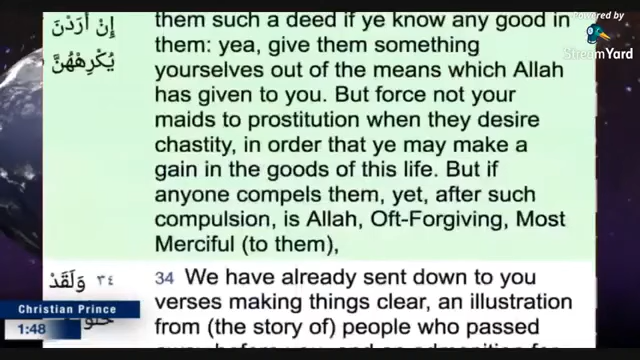 Powered by
StreamYard
them such a deed if ye know any good in
them: yea, give them something
yourselves out of the means which Allah
has given to you. But force not your
maids to prostitution when they desire
chastity, in order that ye may make a
gain in the goods of this life. But if
anyone compels them, yet, after such
compulsion, is Allah, Oft-Forgiving, Most
Merciful (to them),
إِنْ أَرَدْنَ
يُكْرِههُّنَّ
34 We have already sent down to you
verses making things clear, an illustration
from (the story of) people who passed
٣٤ وَلَقَدْ
Christian Prince
1:48